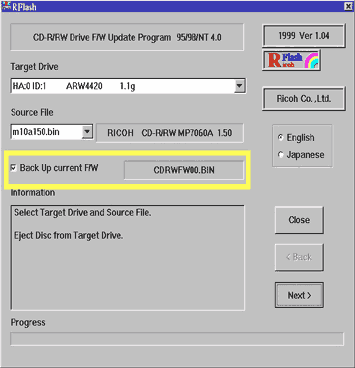 RFlash
CD-R/RW Drive F/W Update Program 95/98/NT 4.0
1999 Ver 1.04
R Flash
Target Drive
HA:0 ID:1 ARW4420 1.1g
Ricoh Co.,Ltd.
Source File
m10a150.bin
RICOH CD-R/RW MP7060A 1.50
English
Japanese
Back Up current F/W
CDRWFW00.BIN
Information
Select Target Drive and Source File.
Eject Disc from Target Drive.
Close
< Back
Next >
Progress